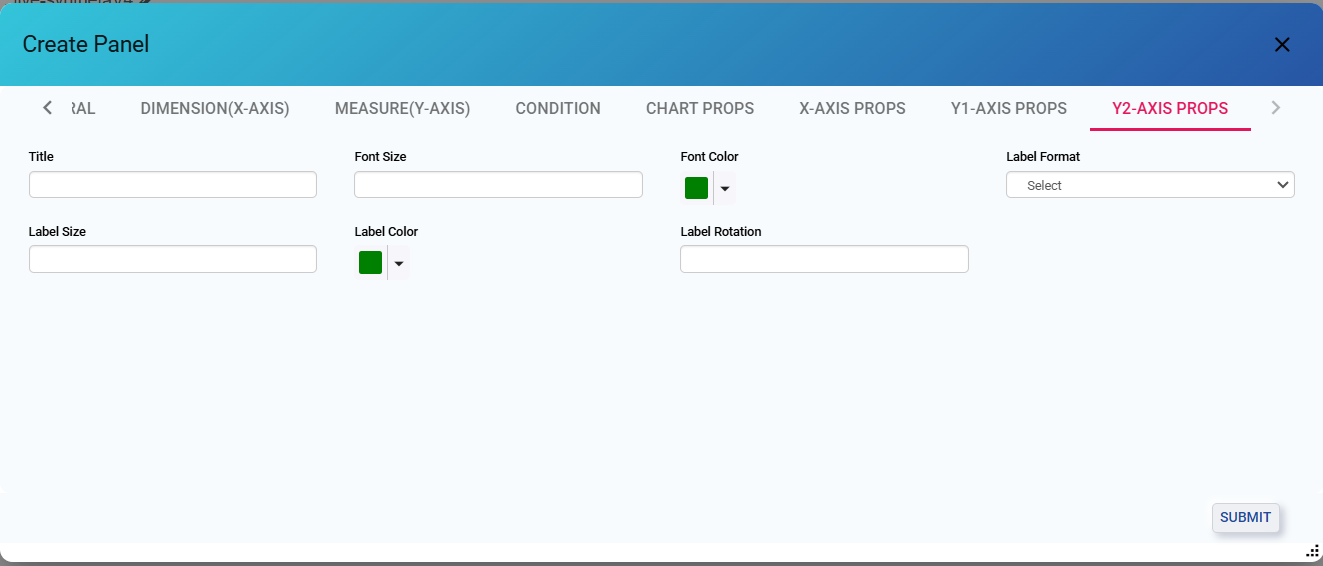 Create Panel
RAL DIMENSION(X-AXIS) MEASURE(Y-AXIS) CONDITION CHART PROPS X-AXIS PROPS Y1-AXIS PROPS Y2-AXIS PROPS
Title Font Size Font Color Label Format
Select
Label Size Label Color Label Rotation
SUBMIT